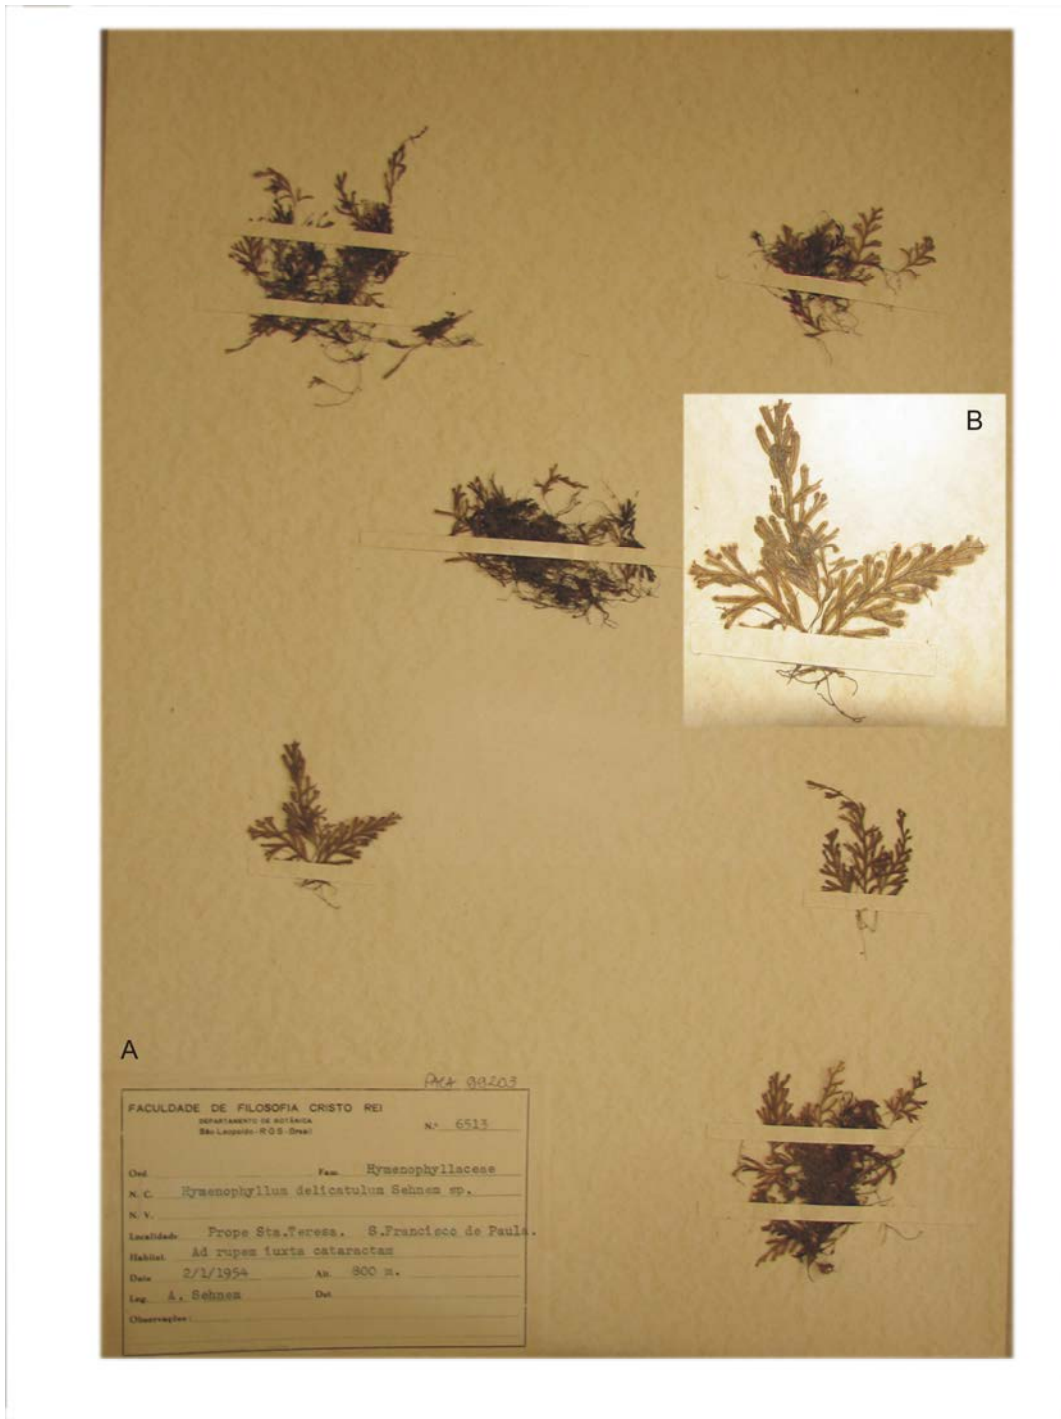 B
A
PACA 99203
FACULDADE DE FILOSOFIA CRISTO REI
DEPARTAMENTO DE BOTÂNICA
São Leopoldo - R G S - Brasil
N.º 6513
Ord. Fam. Hymenophyllaceae
N. C. Hymenophyllum delicatulum Sehnem sp.
N. V.
Localidade Prope Sta.Teresa. S.Francisco de Paula.
Habitat. Ad rupem iuxta cataractam
Data 2/1/1954 Alt. 800 m.
Leg. A. Sehnem Det.
Observações: